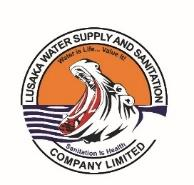 LUSAKA WATER SUPPLY AND SANITATION
Water is Life... Value it!
Sanitation Is Health
COMPANY LIMITED